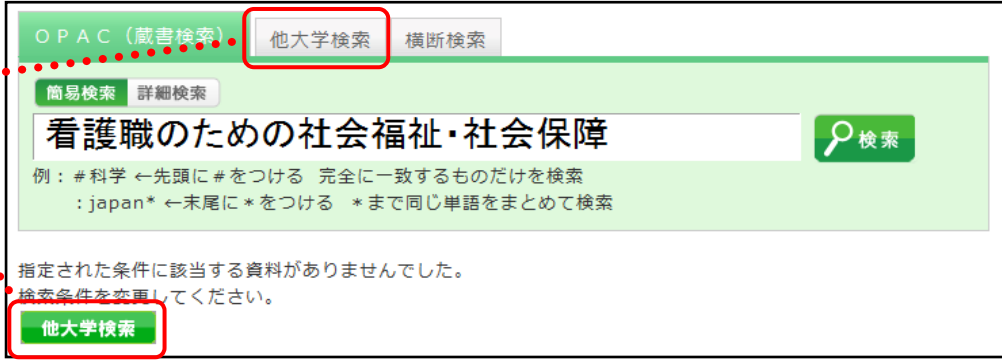 OPAC（蔵書検索） 他大学検索 横断検索
簡易検索 詳細検索
看護職のための社会福祉・社会保障 検索
例：#科学 ←先頭に#をつける 完全に一致するものだけを検索
：japan* ←末尾に*をつける *まで同じ単語をまとめて検索
指定された条件に該当する資料がありませんでした。
検索条件を変更してください。
他大学検索